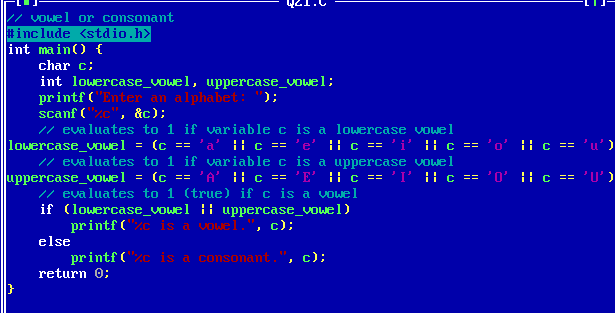 Q21.C
// vowel or consonant
#include <stdio.h>
int main() {
    char c;
    int lowercase_vowel, uppercase_vowel;
    printf("Enter an alphabet: ");
    scanf("%c", &c);
    // evaluates to 1 if variable c is a lowercase vowel
lowercase_vowel = (c == 'a' || c == 'e' || c == 'i' || c == 'o' || c == 'u')
    // evaluates to 1 if variable c is a uppercase vowel
uppercase_vowel = (c == 'A' || c == 'E' || c == 'I' || c == 'O' || c == 'U')
    // evaluates to 1 (true) if c is a vowel
    if (lowercase_vowel || uppercase_vowel)
        printf("%c is a vowel.", c);
    else
        printf("%c is a consonant.", c);
    return 0;
}